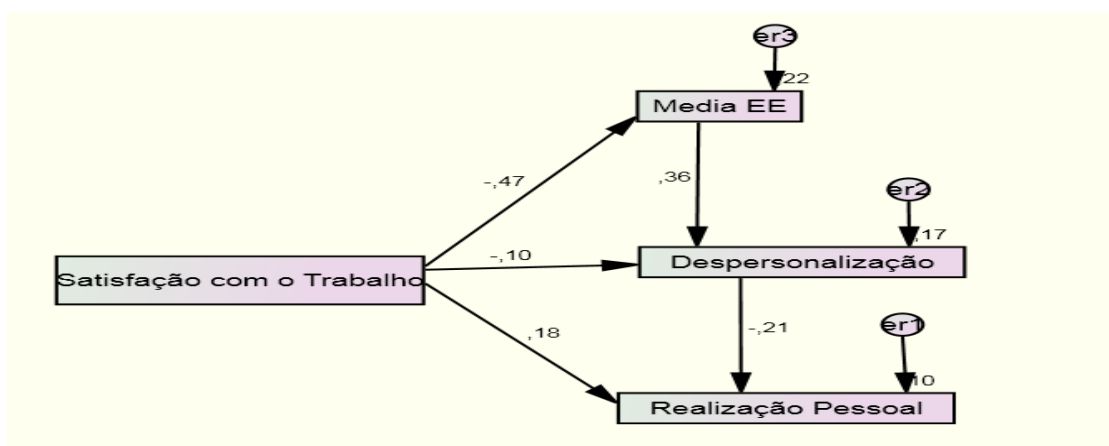 er3
,22
Media EE
-,47
,36
er2
,17
-,10
Despersonalização
Satisfação com o Trabalho
er1
,18
-,21
,10
Realização Pessoal